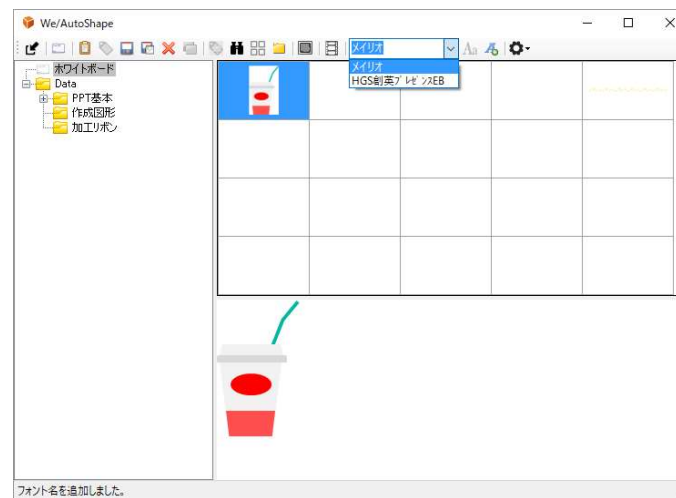 We/AutoShape
メイリオ
Aa
メイリオ
HGS創英ﾌﾟﾚｾﾞﾝｽEB
ホワイトボード
Data
PPT基本
作成図形
加工リボン
フォント名を追加しました。